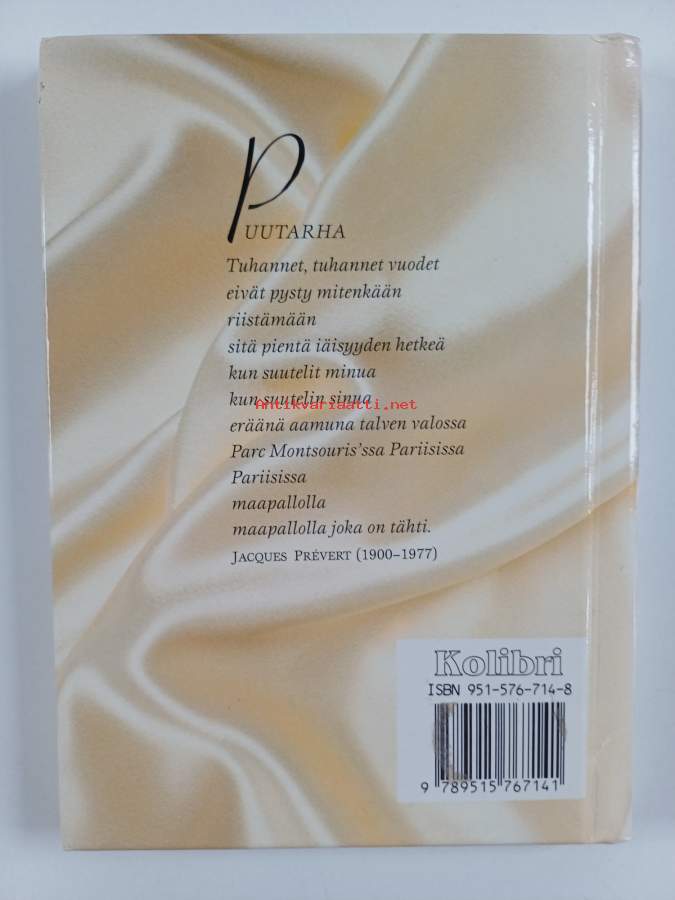 PUUTARHA
Tuhannet, tuhannet vuodet
eivät pysty mitenkään
riistämään
sitä pientä iäisyyden hetkeä
kun suutelit minua
kun suutelin sinua
Antikvariaatti.net
eräänä aamuna talven valossa
Parc Montsouris'ssa Pariisissa
Pariisissa
maapallolla
maapallolla joka on tähti.
JACQUES PRÉVERT (1900–1977)
Kolibri
ISBN 951-576-714-8
9 789515 767141